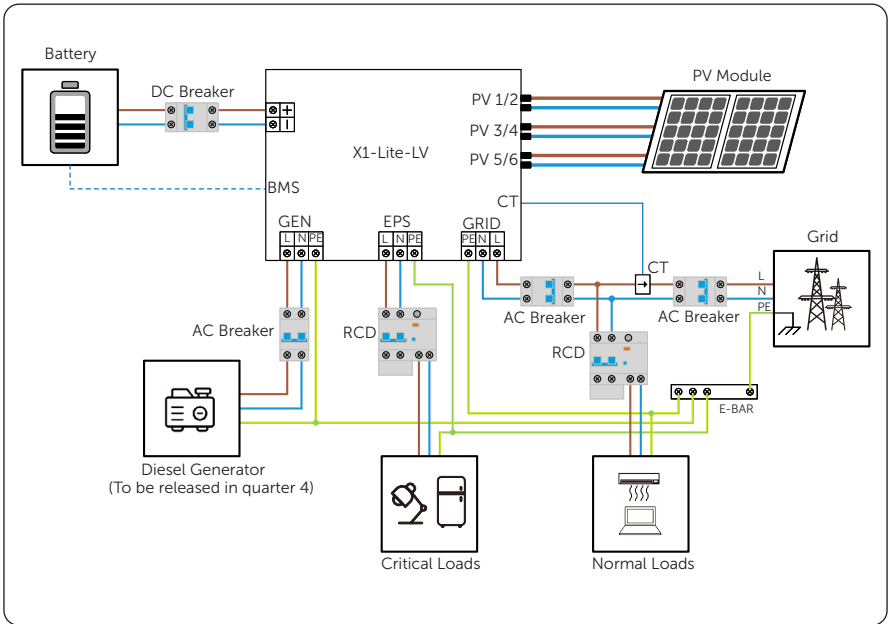 Battery
DC Breaker
PV Module
PV 1/2
PV 3/4
PV 5/6
X1-Lite-LV
BMS
CT
GEN
EPS
GRID
L N PE
L N PE
PE N L
Grid
CT
L
N
PE
AC Breaker
AC Breaker
AC Breaker
RCD
RCD
E-BAR
Diesel Generator
(To be released in quarter 4)
Critical Loads
Normal Loads